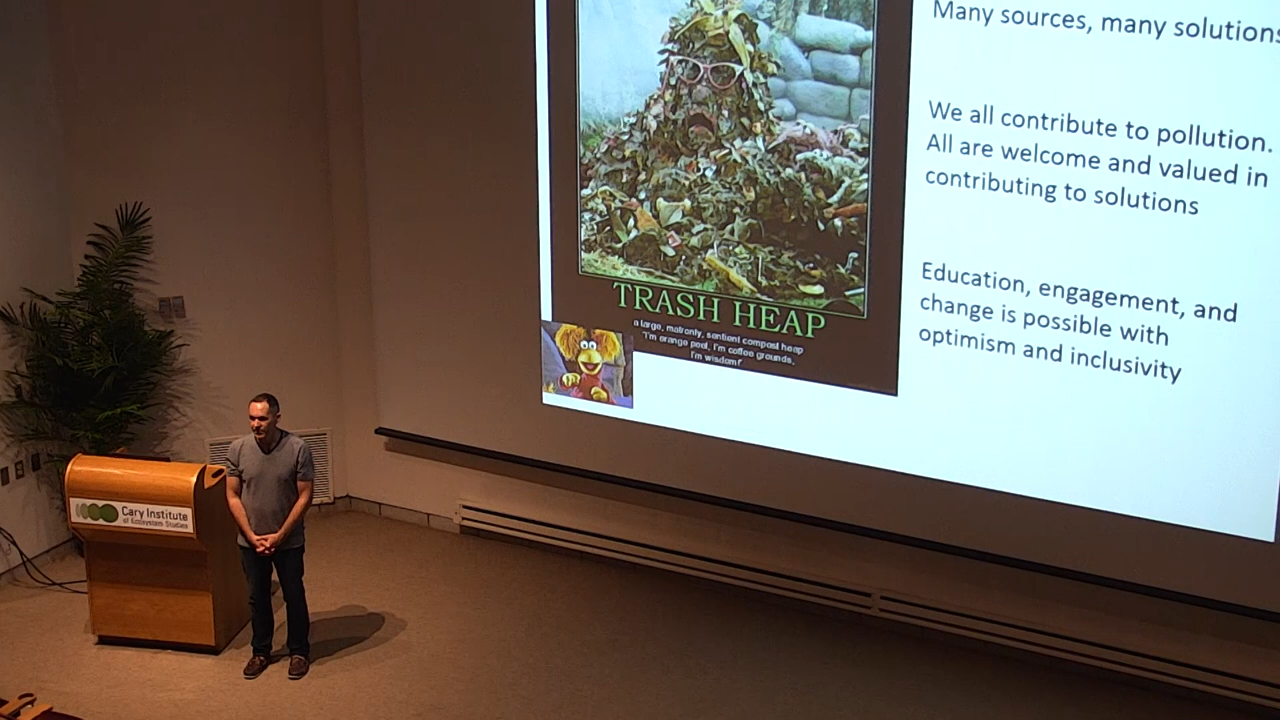 Many sources, many solutions
We all contribute to pollution.
All are welcome and valued in
contributing to solutions
Education, engagement, and
change is possible with
optimism and inclusivity
TRASH HEAP
a large, matronly, sentient compost heap
"I'm orange peel, I'm coffee grounds,
I'm wisdom!"
Cary Institute
of Ecosystem Studies